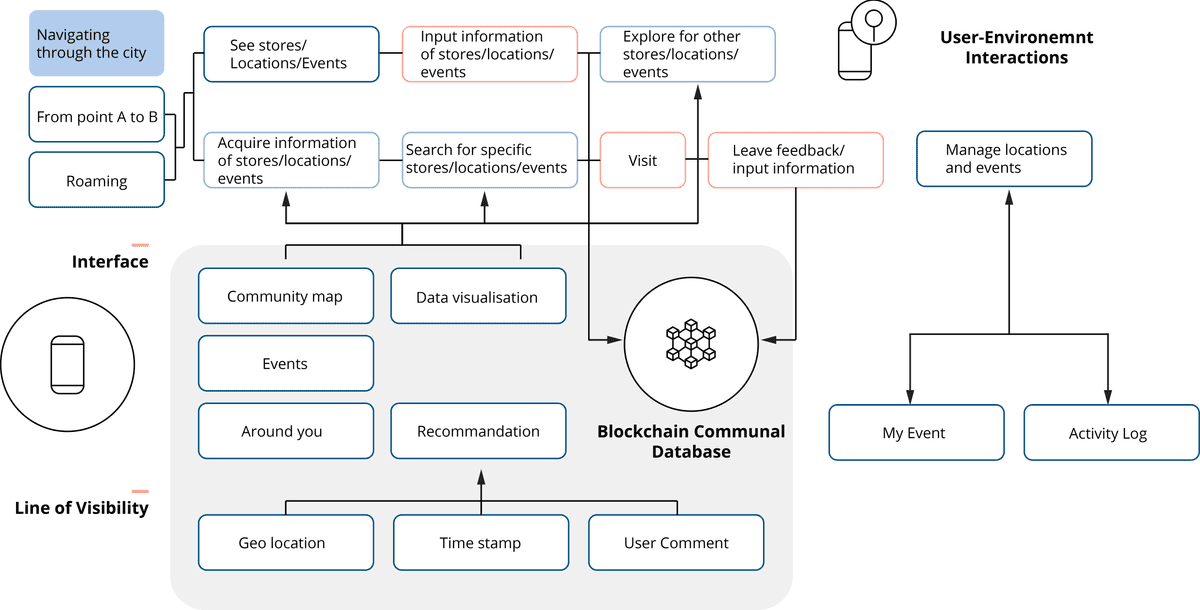 Navigating
through the city
From point A to B
Roaming
See stores/
Locations/Events
Input information
of stores/locations/
events
Explore for other
stores/locations/
events
User-Environemnt
Interactions
Acquire information
of stores/locations/
events
Search for specific
stores/locations/events
Visit
Leave feedback/
input information
Manage locations
and events
Interface
Community map
Data visualisation
Events
Around you
Recommandation
Blockchain Communal
Database
My Event
Activity Log
Line of Visibility
Geo location
Time stamp
User Comment